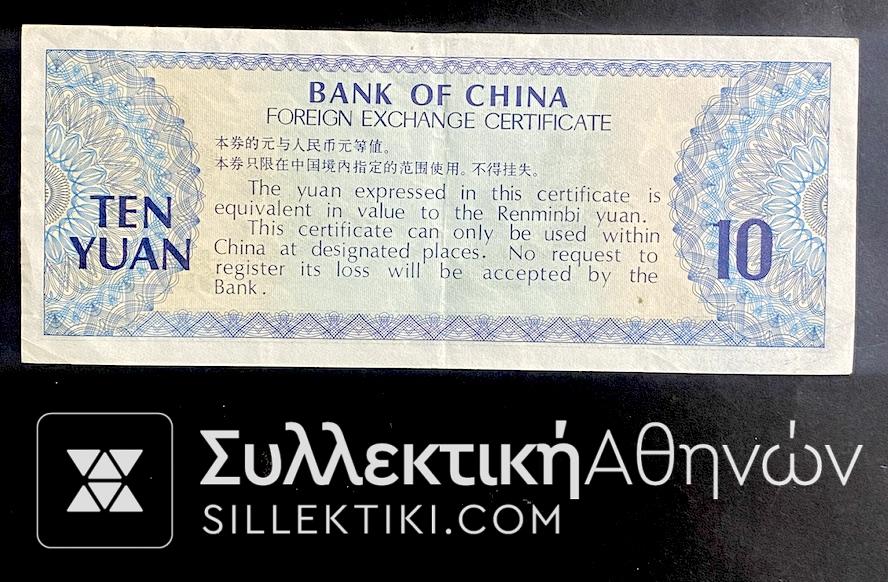 BANK OF CHINA
FOREIGN EXCHANGE CERTIFICATE
本券的元与人民币元等值。
本券只限在中国境内指定的范围使用。不得挂失。
The yuan expressed in this certificate is
equivalent in value to the Renminbi yuan.
This certificate can only be used within
China at designated places. No request to
register its loss will be accepted by the
Bank.
TEN
YUAN
10
ΣυλλεκτικήΑθηνών
SILLEKTIKI.COM